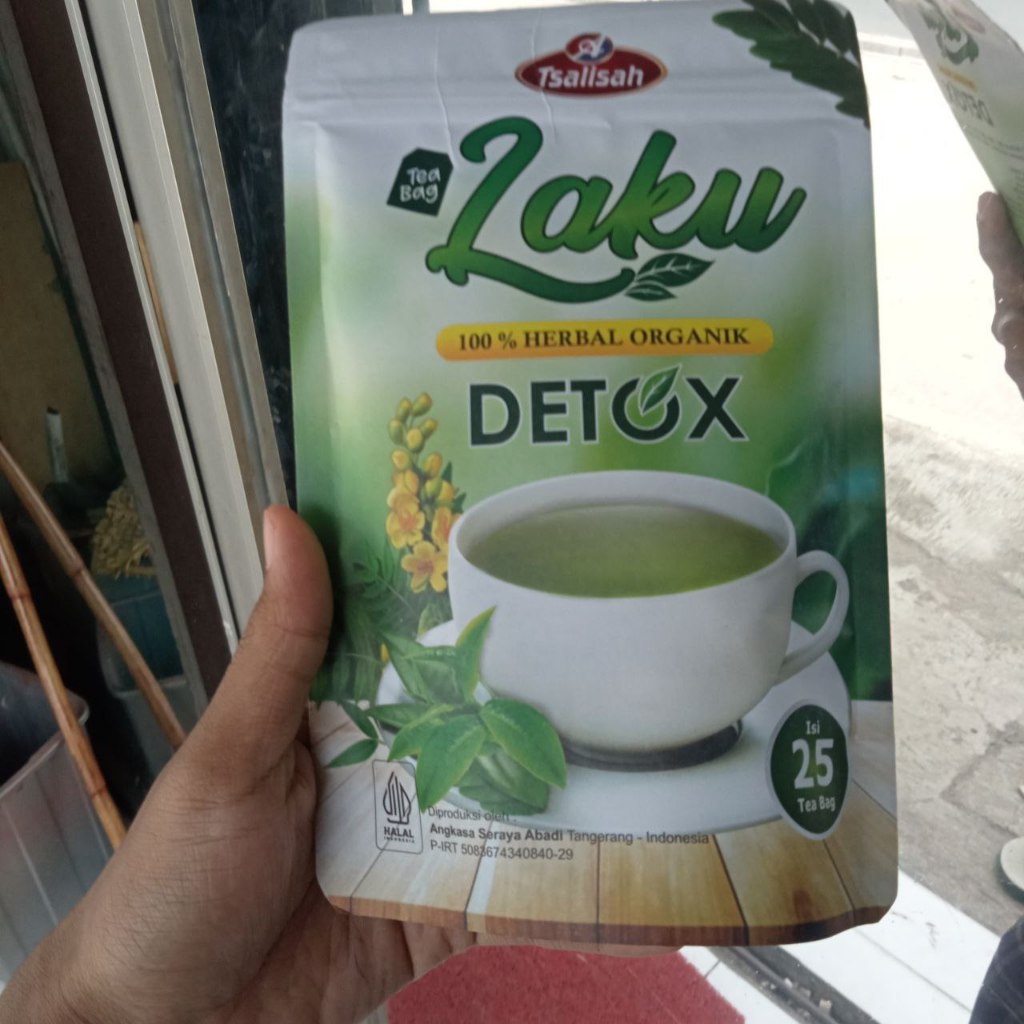 Tsalisah
Tea
Bag
Laku
100 % HERBAL ORGANIK
DETOX
Isi
25
Tea Bag
HALAL
INDONESIA
Diproduksi oleh :
Angkasa Seraya Abadi Tangerang - Indonesia
P-IRT 5083674340840-29